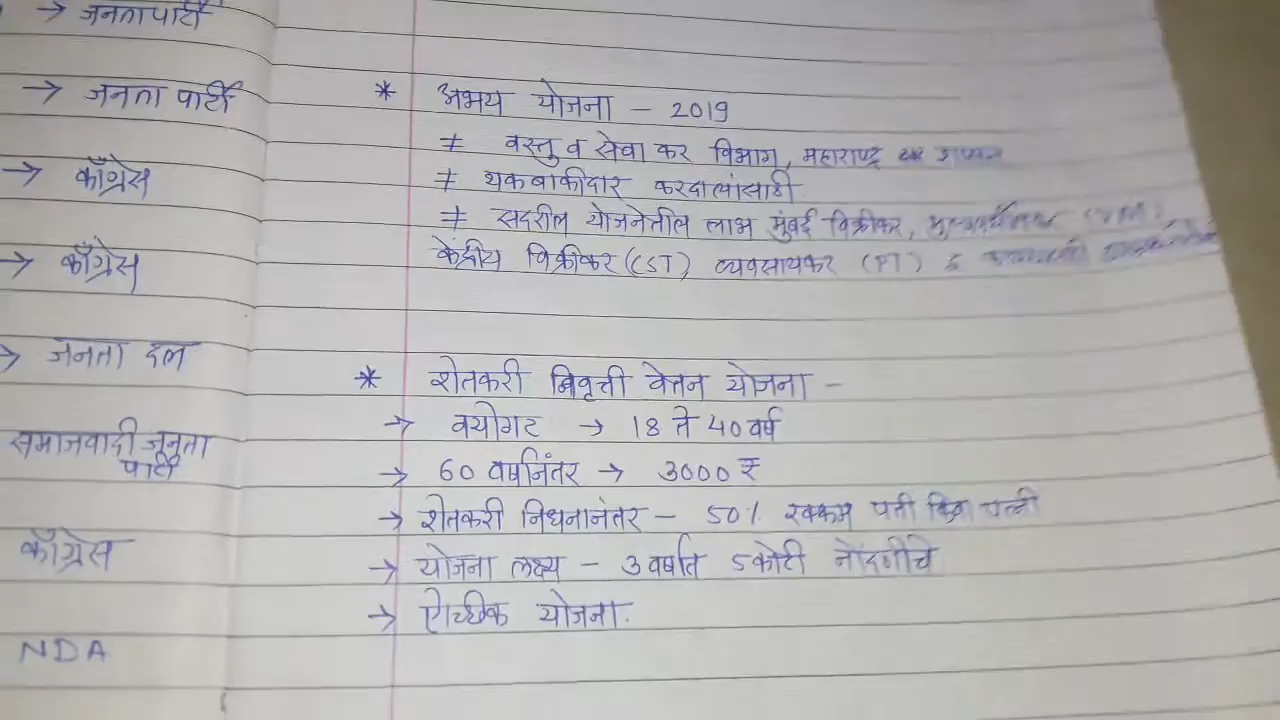 → जनता पार्टी
→ जनता पार्टी
→ काँग्रेस
→ काँग्रेस
→ जनता दल
समाजवादी जनता
पार्टी
काँग्रेस
NDA
* अभय योजना - 2019
≠ वस्तु व सेवा कर विभाग, महाराष्ट्र
≠ थकबाकीदार करदात्यांसाठी
≠ सदरील योजनेतील लाभ मुंबई विक्रीकर,
केंद्रीय विक्रीकर (CST) व्यवसायकर (PT)
* शेतकरी निवृत्ती वेतन योजना -
→ वयोगट → 18 ते 40 वर्ष
→ 60 वर्षानंतर → 3000 ₹
→ शेतकरी निधनानंतर - 50% रक्कम पती किंवा पत्नी
→ योजना लक्ष्य - 3 वर्षात 5 कोटी नोंदणीचे
→ ऐच्छीक योजना.